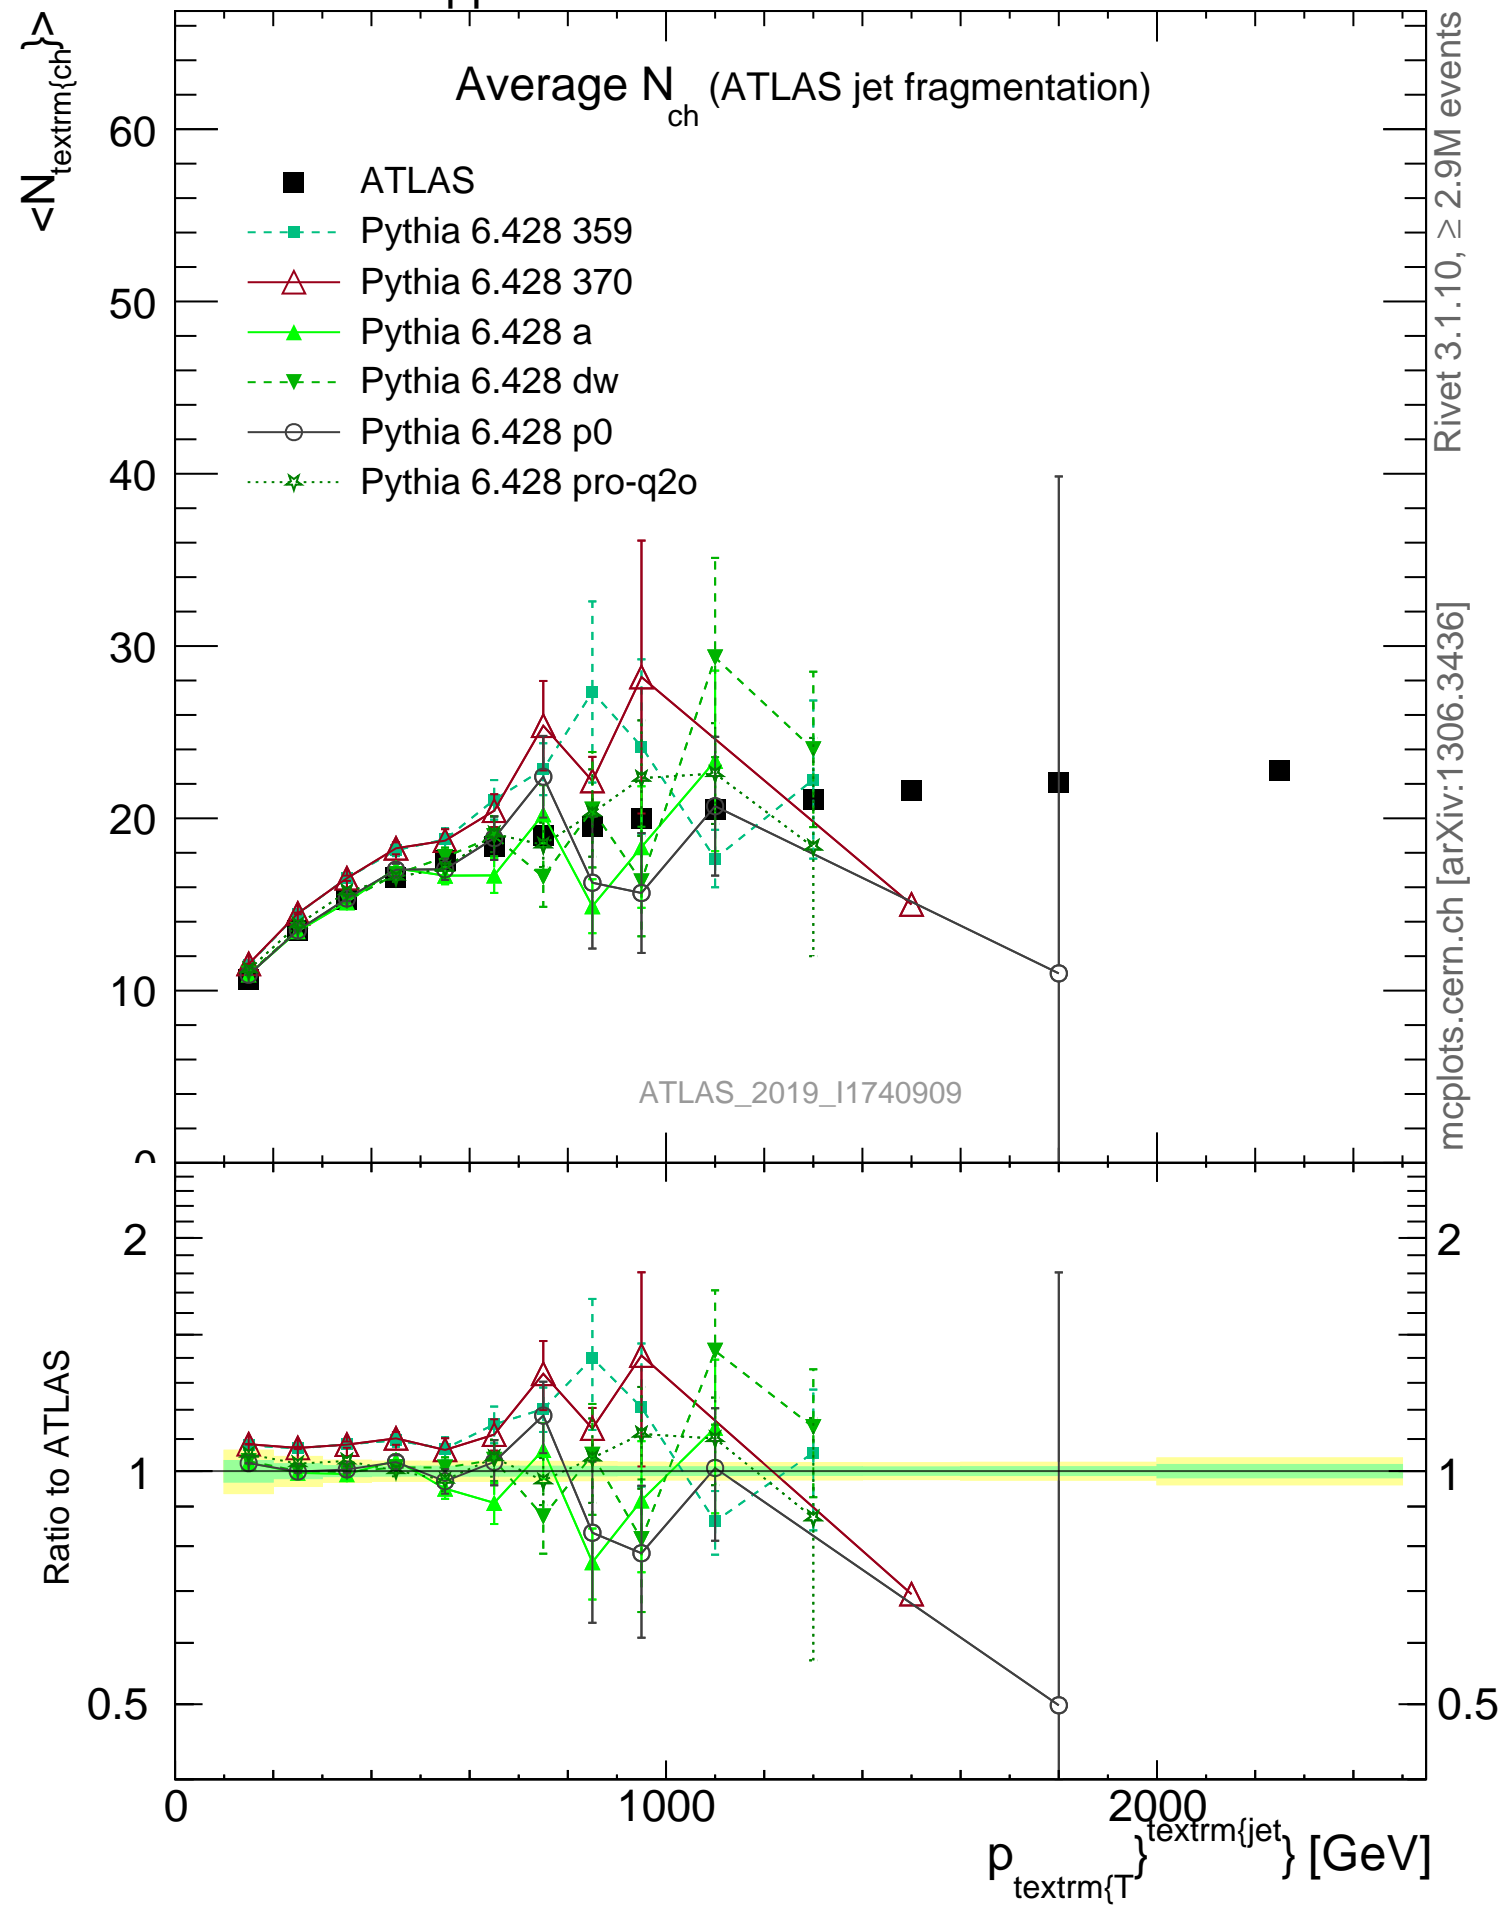 <N textrm{ch}>
Average N ch (ATLAS jet fragmentation)
ATLAS
Pythia 6.428 359
Pythia 6.428 370
Pythia 6.428 a
Pythia 6.428 dw
Pythia 6.428 p0
Pythia 6.428 pro-q2o
60
50
40
30
20
10
0
ATLAS_2019_I1740909
Rivet 3.1.10, ≥ 2.9M events
mcplots.cern.ch [arXiv:1306.3436]
Ratio to ATLAS
2
1
0.5
2
1
0.5
0
1000
2000
p textrm{T} textrm{jet} [GeV]